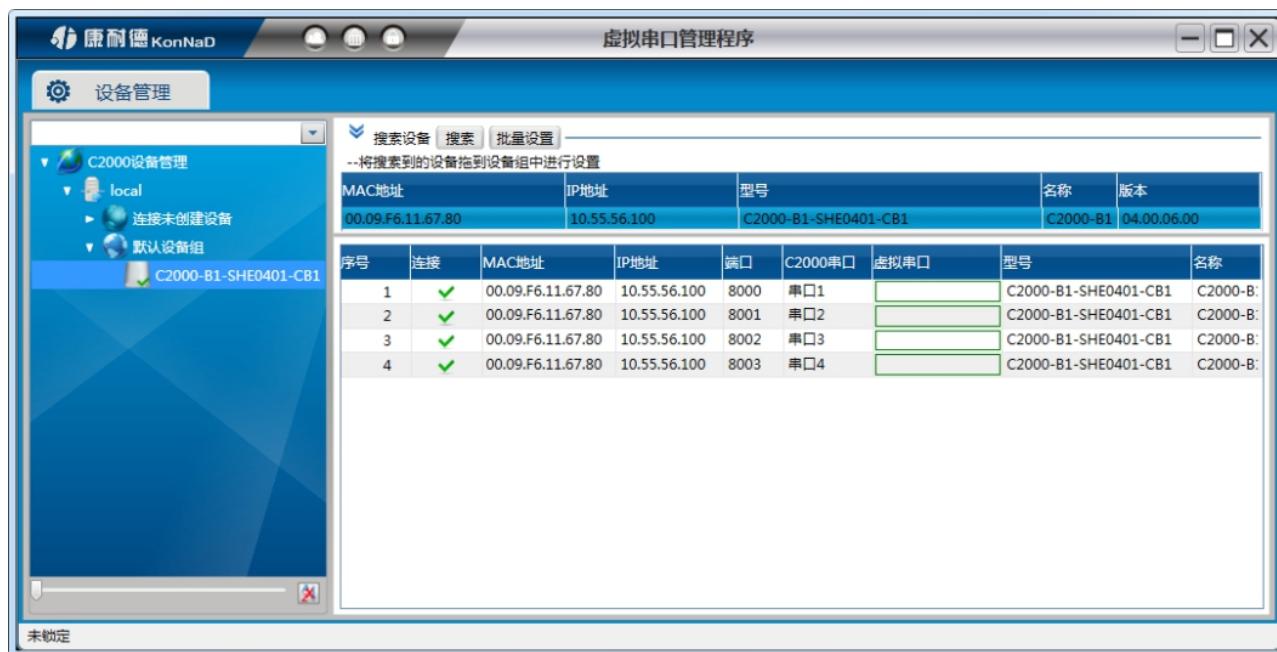 康耐德 KonNaD
虚拟串口管理程序
设备管理
搜索设备 搜索 批量设置
--将搜索到的设备拖到设备组中进行设置
MAC地址 IP地址 型号 名称 版本
00.09.F6.11.67.80 10.55.56.100 C2000-B1-SHE0401-CB1 C2000-B1 04.00.06.00
C2000设备管理
local
连接未创建设备
默认设备组
C2000-B1-SHE0401-CB1
序号 连接 MAC地址 IP地址 端口 C2000串口 虚拟串口 型号 名称
1 00.09.F6.11.67.80 10.55.56.100 8000 串口1 C2000-B1-SHE0401-CB1 C2000-B
2 00.09.F6.11.67.80 10.55.56.100 8001 串口2 C2000-B1-SHE0401-CB1 C2000-B
3 00.09.F6.11.67.80 10.55.56.100 8002 串口3 C2000-B1-SHE0401-CB1 C2000-B
4 00.09.F6.11.67.80 10.55.56.100 8003 串口4 C2000-B1-SHE0401-CB1 C2000-B
未锁定